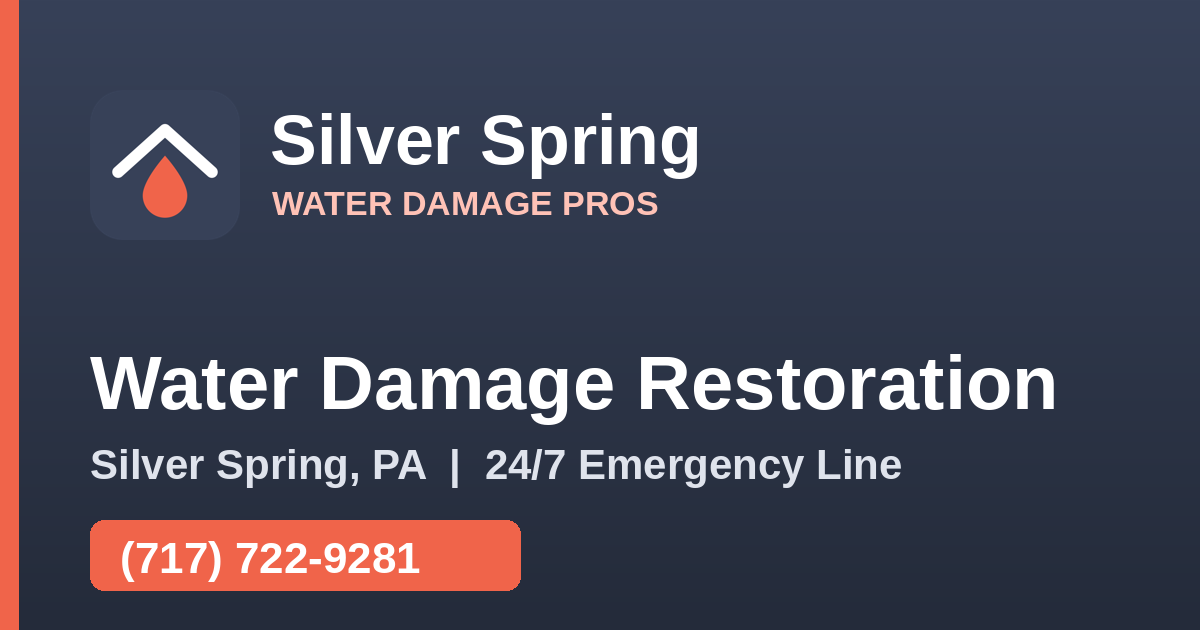 Silver Spring
WATER DAMAGE PROS
Water Damage Restoration
Silver Spring, PA | 24/7 Emergency Line
(717) 722-9281